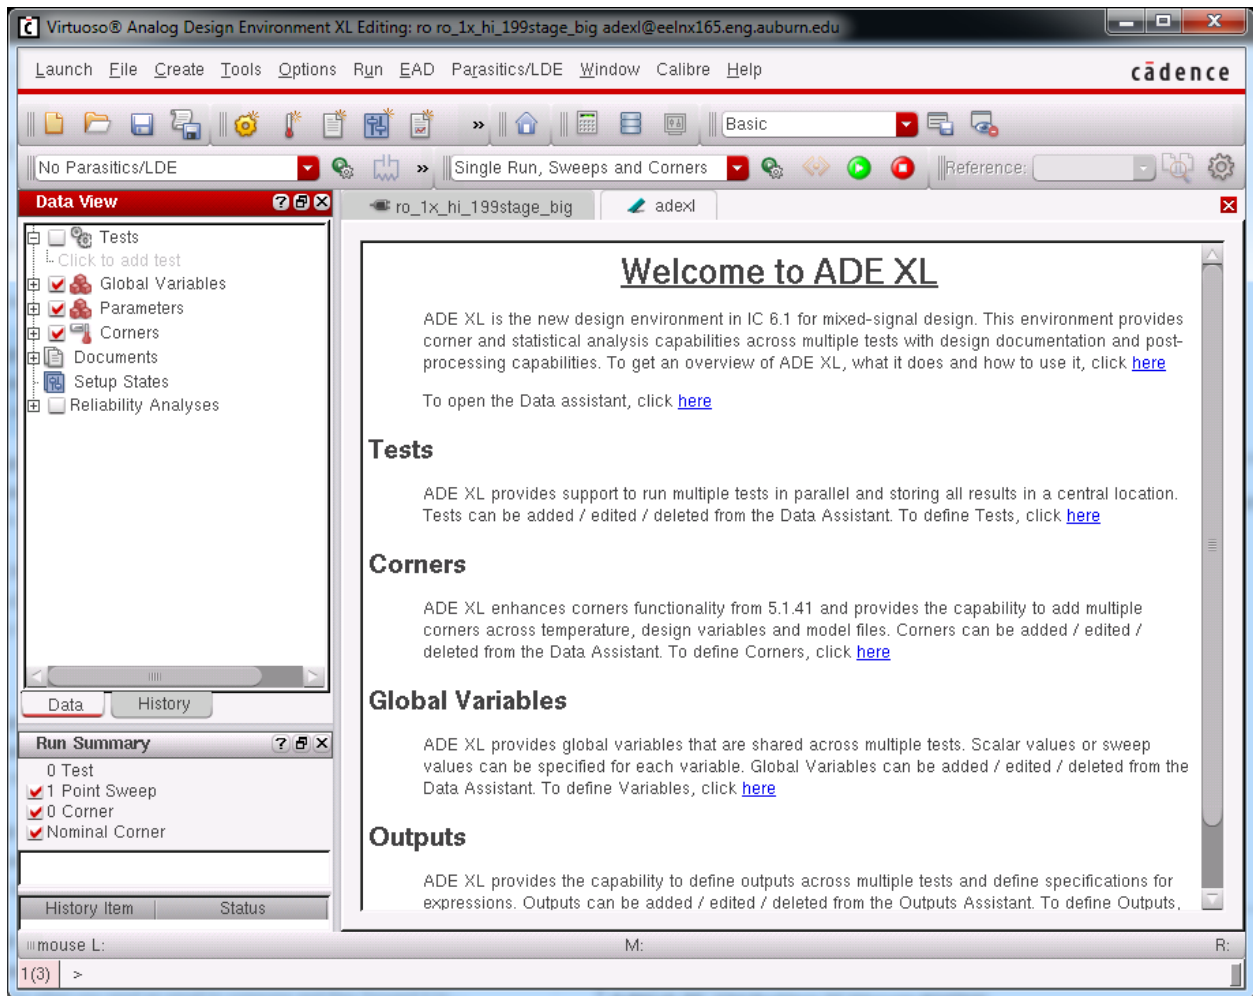 Virtuoso® Analog Design Environment XL Editing: ro ro_1x_hi_199stage_big adexl@eelnx165.eng.auburn.edu
Launch File Create Tools Options Run EAD Parasitics/LDE Window Calibre Help cādence
» Basic
No Parasitics/LDE » Single Run, Sweeps and Corners Reference:
Data View
ro_1x_hi_199stage_big adexl
Tests
Click to add test
Global Variables
Parameters
Corners
Documents
Setup States
Reliability Analyses
Data History
Run Summary
0 Test
1 Point Sweep
0 Corner
Nominal Corner
History Item Status
Welcome to ADE XL
ADE XL is the new design environment in IC 6.1 for mixed-signal design. This environment provides
corner and statistical analysis capabilities across multiple tests with design documentation and post-
processing capabilities. To get an overview of ADE XL, what it does and how to use it, click here
To open the Data assistant, click here
Tests
ADE XL provides support to run multiple tests in parallel and storing all results in a central location.
Tests can be added / edited / deleted from the Data Assistant. To define Tests, click here
Corners
ADE XL enhances corners functionality from 5.1.41 and provides the capability to add multiple
corners across temperature, design variables and model files. Corners can be added / edited /
deleted from the Data Assistant. To define Corners, click here
Global Variables
ADE XL provides global variables that are shared across multiple tests. Scalar values or sweep
values can be specified for each variable. Global Variables can be added / edited / deleted from the
Data Assistant. To define Variables, click here
Outputs
ADE XL provides the capability to define outputs across multiple tests and define specifications for
expressions. Outputs can be added / edited / deleted from the Outputs Assistant. To define Outputs,
mouse L: M: R:
1(3) >